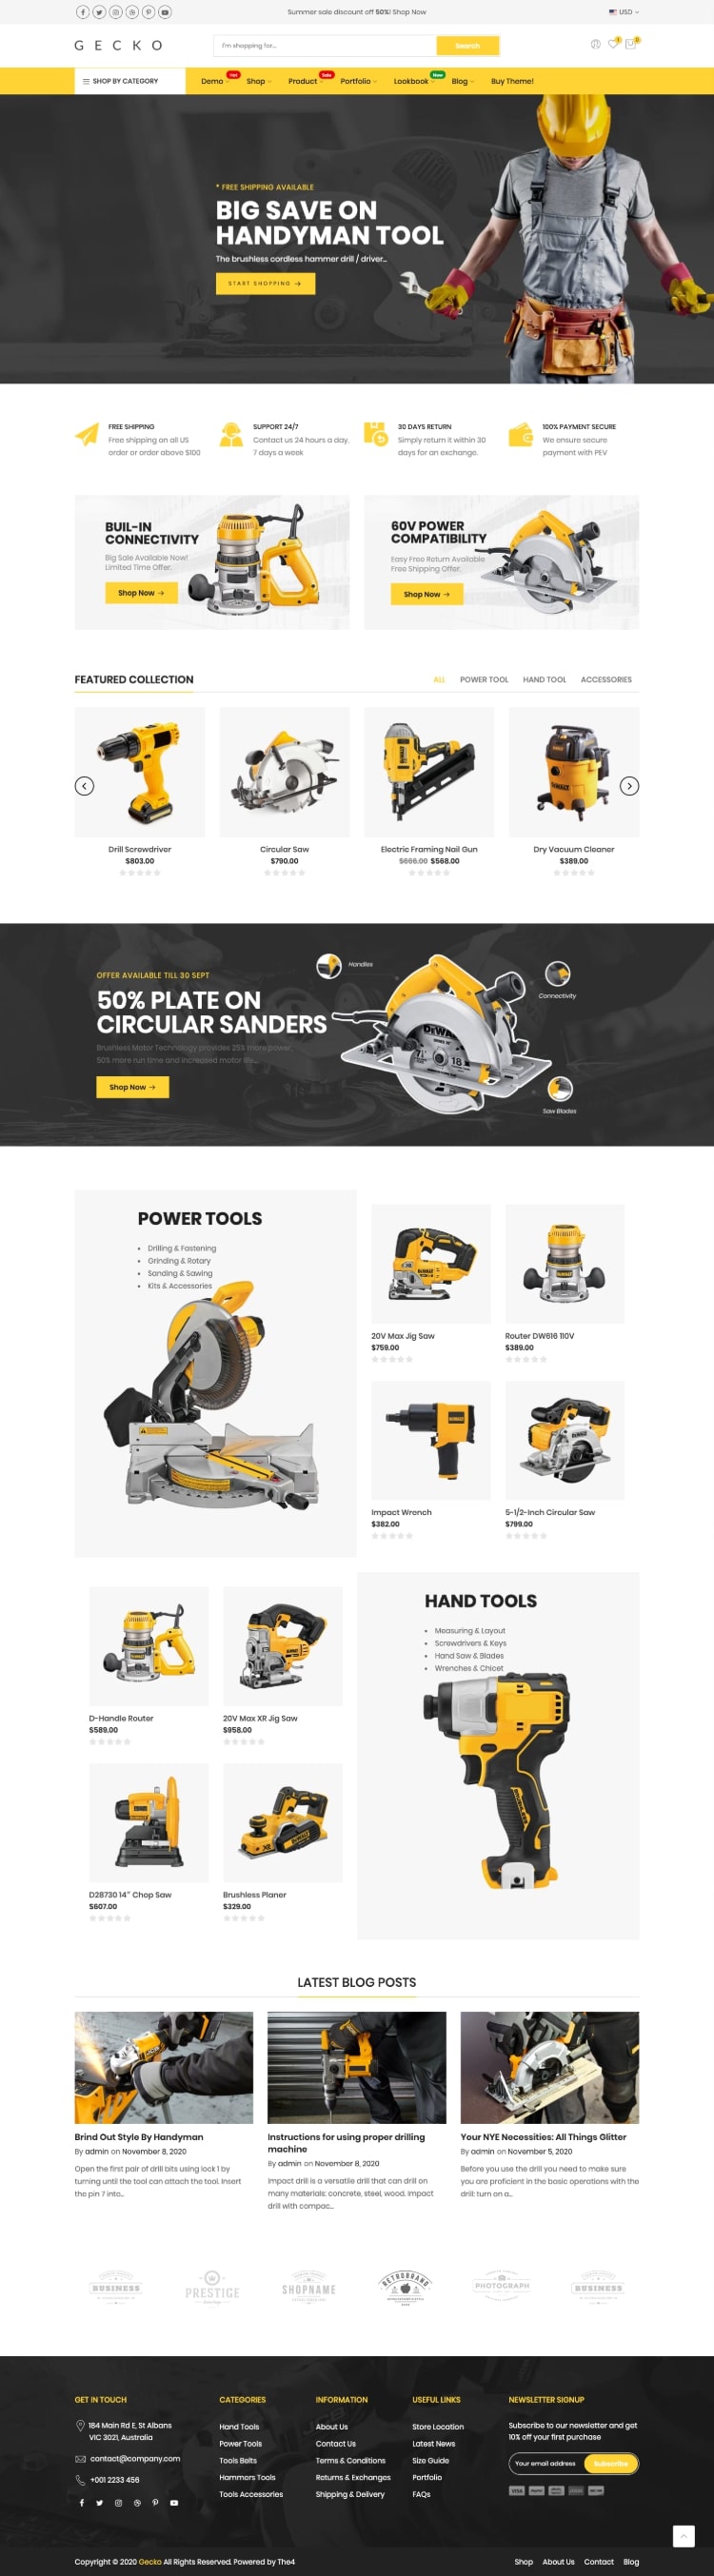 Summer sale discount off 50%! Shop Now
USD
GECKO
I'm shopping for...
Search
1
0
SHOP BY CATEGORY
Demo
Hot
Shop
Product
Sale
Portfolio
Lookbook
New
Blog
Buy Theme!
* FREE SHIPPING AVAILABLE
BIG SAVE ON
HANDYMAN TOOL
The brushless cordless hammer drill / driver...
START SHOPPING →
FREE SHIPPING
Free shipping on all US
order or order above $100
SUPPORT 24/7
Contact us 24 hours a day,
7 days a week
30 DAYS RETURN
Simply return it within 30
days for an exchange.
100% PAYMENT SECURE
We ensure secure
payment with PEV
BUIL-IN
CONNECTIVITY
Big Sale Available Now!
Limited Time Offer.
Shop Now →
60V POWER
COMPATIBILITY
Easy Free Return Available
Free Shipping Offer.
Shop Now →
FEATURED COLLECTION
ALL
POWER TOOL
HAND TOOL
ACCESSORIES
Drill Screwdriver
$803.00
Circular Saw
$790.00
Electric Framing Nail Gun
$666.00 $568.00
Dry Vacuum Cleaner
$389.00
OFFER AVAILABLE TILL 30 SEPT
50% PLATE ON
CIRCULAR SANDERS
Brushless Motor Technology provides 25% more power,
50% more run time and increased motor life...
Shop Now →
Handles
Connectivity
Saw Blades
DEWALT
18
POWER TOOLS
Drilling & Fastening
Grinding & Rotary
Sanding & Sawing
Kits & Accessories
20V Max Jig Saw
$759.00
Router DW616 110V
$389.00
Impact Wrench
$382.00
5-1/2-Inch Circular Saw
$799.00
D-Handle Router
$589.00
20V Max XR Jig Saw
$958.00
D28730 14" Chop Saw
$607.00
Brushless Planer
$329.00
HAND TOOLS
Measuring & Layout
Screwdrivers & Keys
Hand Saw & Blades
Wrenches & Chicet
LATEST BLOG POSTS
Brind Out Style By Handyman
By admin on November 8, 2020
Open the first pair of drill bits using lock 1 by
turning until the tool can attach the tool. Insert
the pin 7 into...
Instructions for using proper drilling
machine
By admin on November 8, 2020
Impact drill is a versatile drill that can drill on
many materials: concrete, steel, wood. Impact
drill with compac...
Your NYE Necessities: All Things Glitter
By admin on November 5, 2020
Before you use the drill you need to make sure
you are proficient in the basic operations with the
drill: turn on a...
BUSINESS
PRESTIGE
SHOPNAME
RETROBRAND
PHOTOGRAPH
BUSINESS
GET IN TOUCH
184 Main Rd E, St Albans
VIC 3021, Australia
contact@company.com
+001 2233 456
CATEGORIES
Hand Tools
Power Tools
Tools Belts
Hammers Tools
Tools Accessories
INFORMATION
About Us
Contact Us
Terms & Conditions
Returns & Exchanges
Shipping & Delivery
USEFUL LINKS
Store Location
Latest News
Size Guide
Portfolio
FAQs
NEWSLETTER SIGNUP
Subscribe to our newsletter and get
10% off your first purchase
Your email address
Subscribe
VISA
Copyright © 2020 Gecko All Rights Reserved. Powered by The4
Shop
About Us
Contact
Blog